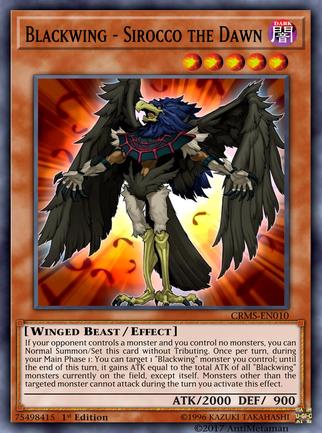 Blackwing - Sirocco the Dawn
DARK
闇
CRMS-EN010
[Winged Beast / Effect]
If your opponent controls a monster and you control no monsters, you can
Normal Summon/Set this card without Tributing. Once per turn, during
your Main Phase 1: You can target 1 "Blackwing" monster you control; until
the end of this turn, it gains ATK equal to the total ATK of all "Blackwing"
monsters currently on the field, except itself. Monsters other than the
targeted monster cannot attack during the turn you activate this effect.
ATK/2000 DEF/ 900
75498415 1st Edition ©1996 KAZUKI TAKAHASHI
©2017 AntiMetaman